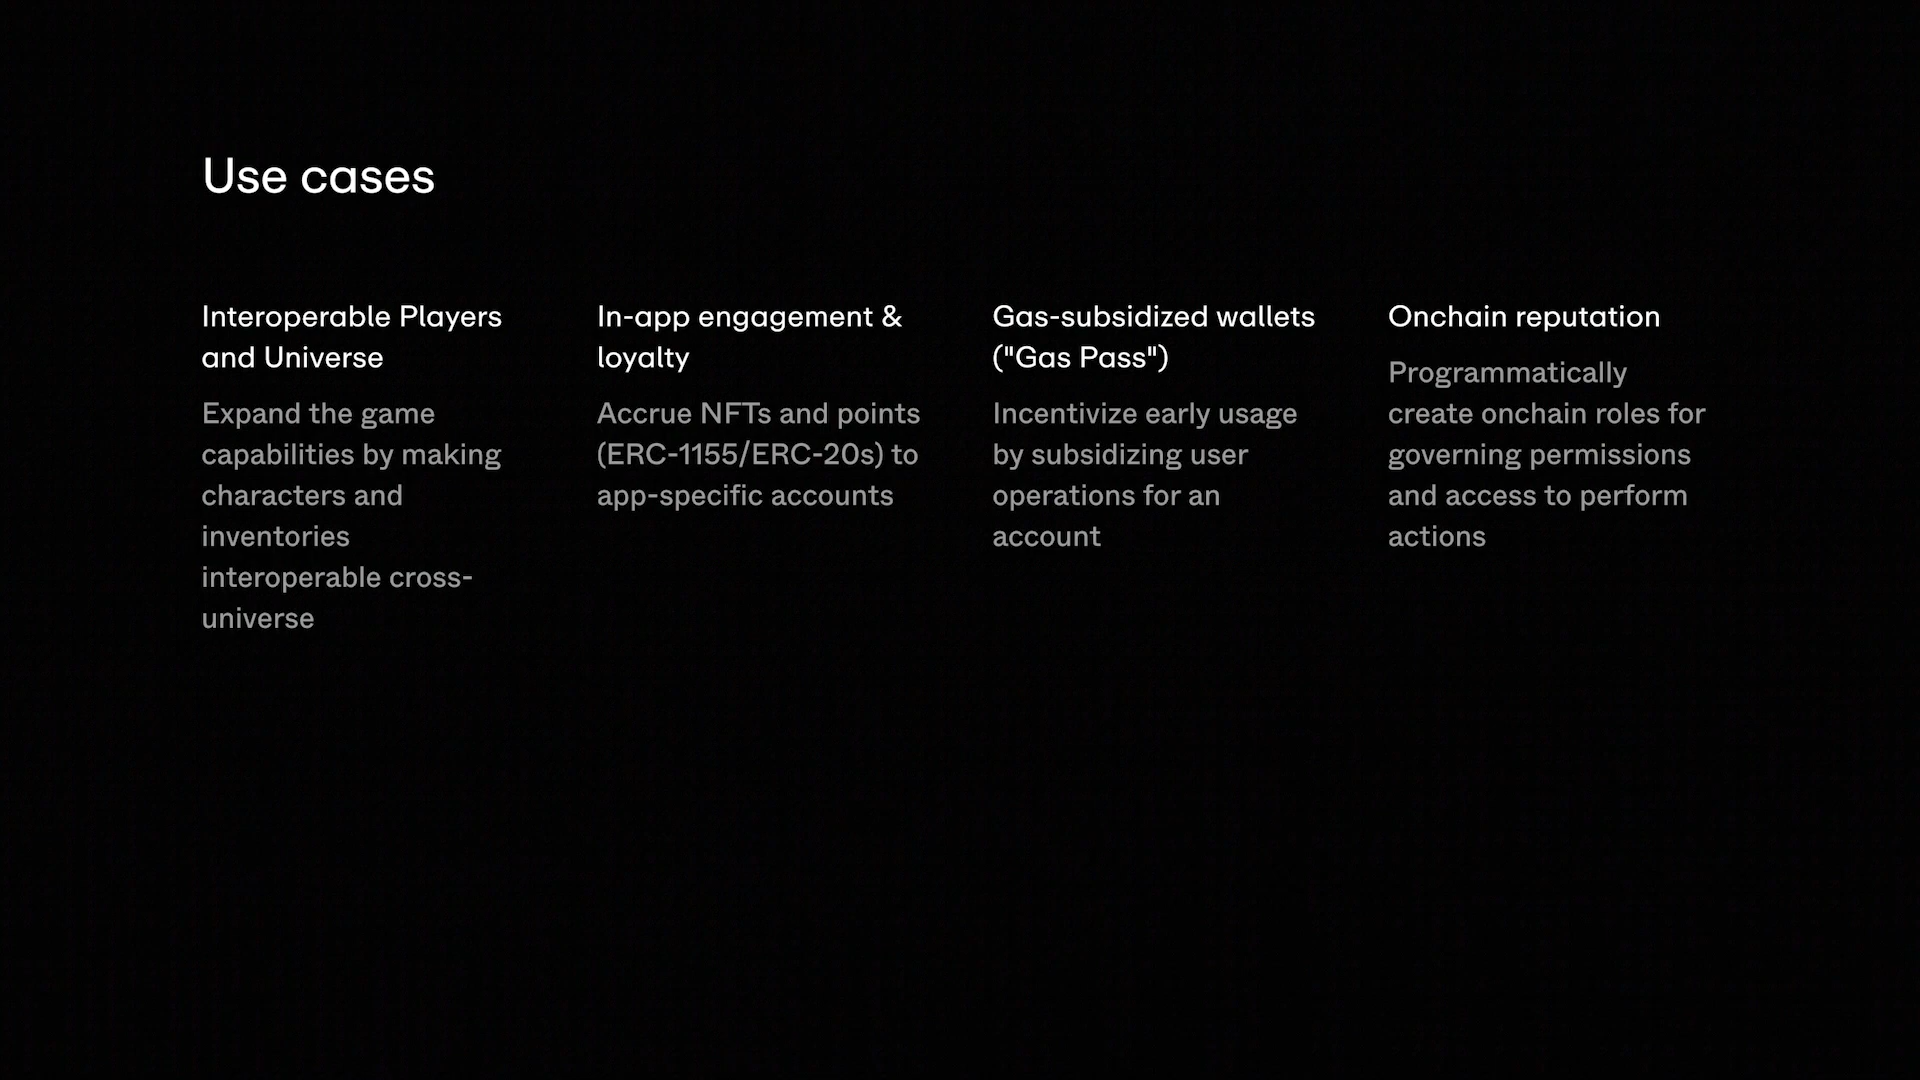 Use cases
Interoperable Players
and Universe
Expand the game
capabilities by making
characters and
inventories
interoperable cross-
universe
In-app engagement &
loyalty
Accrue NFTs and points
(ERC-1155/ERC-20s) to
app-specific accounts
Gas-subsidized wallets
("Gas Pass")
Incentivize early usage
by subsidizing user
operations for an
account
Onchain reputation
Programmatically
create onchain roles for
governing permissions
and access to perform
actions